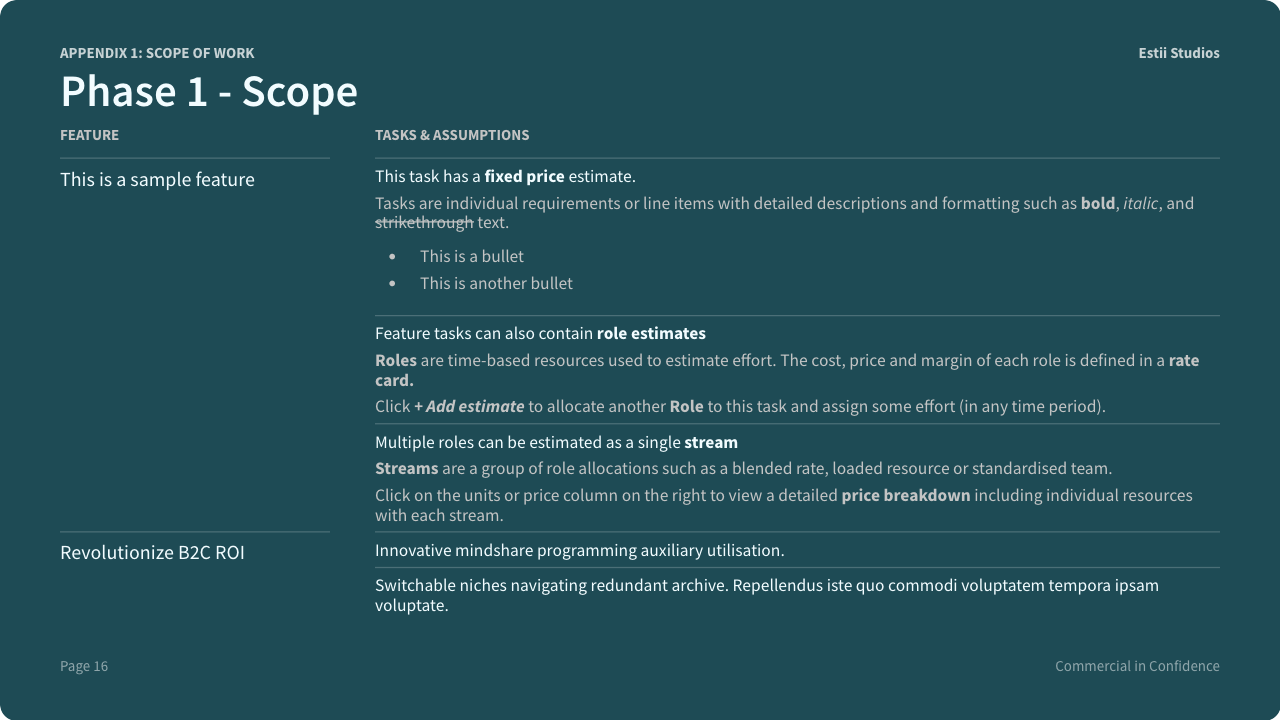 APPENDIX 1: SCOPE OF WORK
Estii Studios
Phase 1 - Scope
FEATURE
TASKS & ASSUMPTIONS
This is a sample feature
This task has a fixed price estimate.
Tasks are individual requirements or line items with detailed descriptions and formatting such as bold, italic, and
strikethrough text.
• This is a bullet
• This is another bullet
Feature tasks can also contain role estimates
Roles are time-based resources used to estimate effort. The cost, price and margin of each role is defined in a rate
card.
Click + Add estimate to allocate another Role to this task and assign some effort (in any time period).
Multiple roles can be estimated as a single stream
Streams are a group of role allocations such as a blended rate, loaded resource or standardised team.
Click on the units or price column on the right to view a detailed price breakdown including individual resources
with each stream.
Revolutionize B2C ROI
Innovative mindshare programming auxiliary utilisation.
Switchable niches navigating redundant archive. Repellendus iste quo commodi voluptatem tempora ipsam
voluptate.
Page 16
Commercial in Confidence